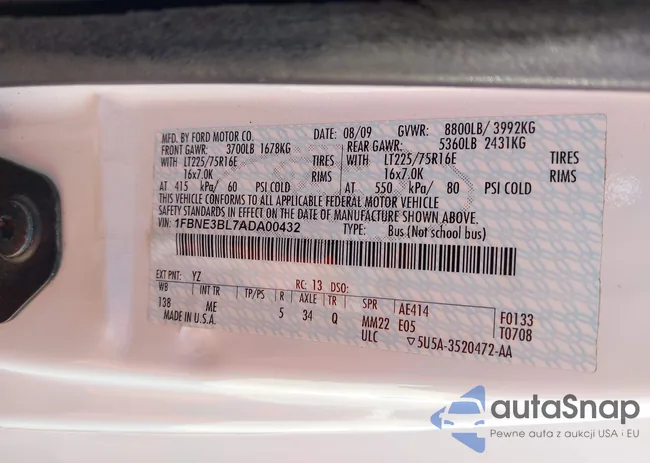 MFD. BY FORD MOTOR CO. DATE: 08/09 GVWR: 8800LB/ 3992KG
FRONT GAWR: 3700LB 1678KG REAR GAWR: 5360LB 2431KG
WITH LT225/75R16E TIRES WITH LT225/75R16E TIRES
16x7.0K RIMS 16x7.0K RIMS
AT 415 kPa/ 60 PSI COLD AT 550 kPa/ 80 PSI COLD
THIS VEHICLE CONFORMS TO ALL APPLICABLE FEDERAL MOTOR VEHICLE
SAFETY STANDARDS IN EFFECT ON THE DATE OF MANUFACTURE SHOWN ABOVE.
VIN: 1FBNE3BL7ADA00432 TYPE: Bus (Not school bus)
EXT PNT: YZ RC: 13 DSO:
WB INT TR TP/PS R AXLE TR SPR AE414 F0133
138 ME 5 34 Q MM22 E05 T0708
MADE IN U.S.A. ULC ▽5U5A-3520472-AA
autaSnap
Pewne auta z aukcji USA i EU